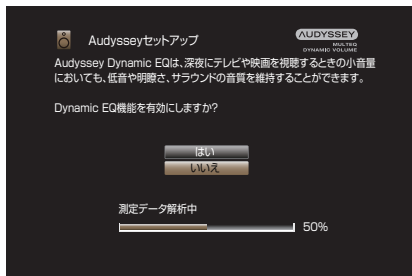 Audysseyセットアップ
AUDYSSEY
MULTEQ
DYNAMIC VOLUME
Audyssey Dynamic EQは、深夜にテレビや映画を視聴するときの小音量
においても、低音や明瞭さ、サラウンドの音質を維持することができます。
Dynamic EQ機能を有効にしますか?
はい
いいえ
測定データ解析中
50%